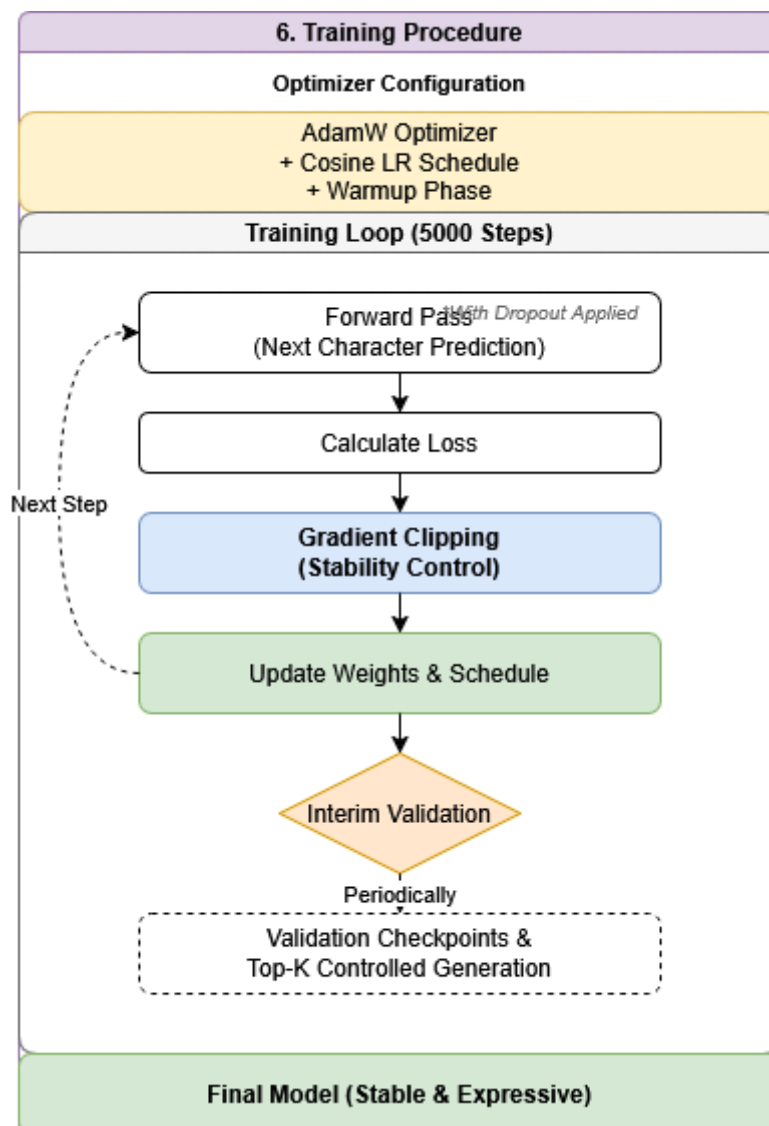 6. Training Procedure
Optimizer Configuration
AdamW Optimizer
+ Cosine LR Schedule
+ Warmup Phase
Training Loop (5000 Steps)
Forward Pass
*With Dropout Applied
(Next Character Prediction)
Calculate Loss
Next Step
Gradient Clipping
(Stability Control)
Update Weights & Schedule
Interim Validation
Periodically
Validation Checkpoints &
Top-K Controlled Generation
Final Model (Stable & Expressive)